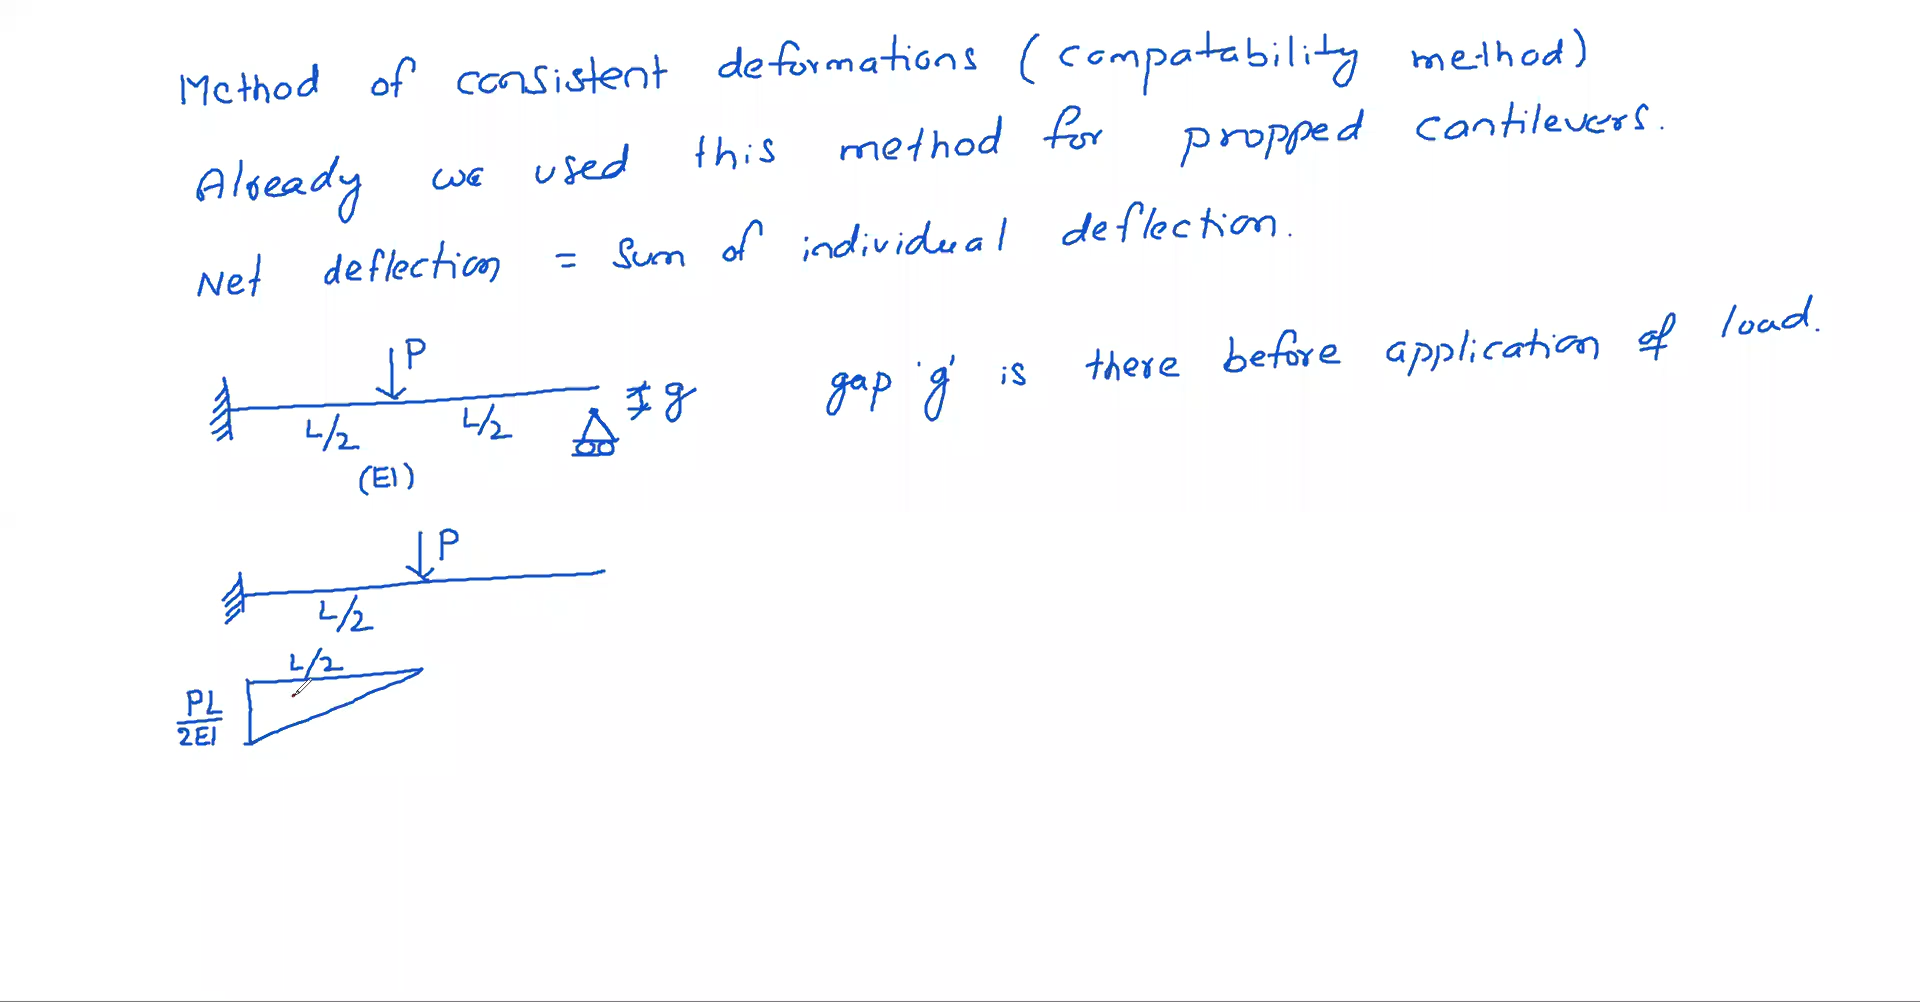 Method of consistent deformations (compatability method)
Already we used this method for propped cantilevers.
Net deflection = sum of individual deflection.
P
L/2 L/2 g
(EI)
gap 'g' is there before application of load.
P
L/2
L/2
PL
2EI